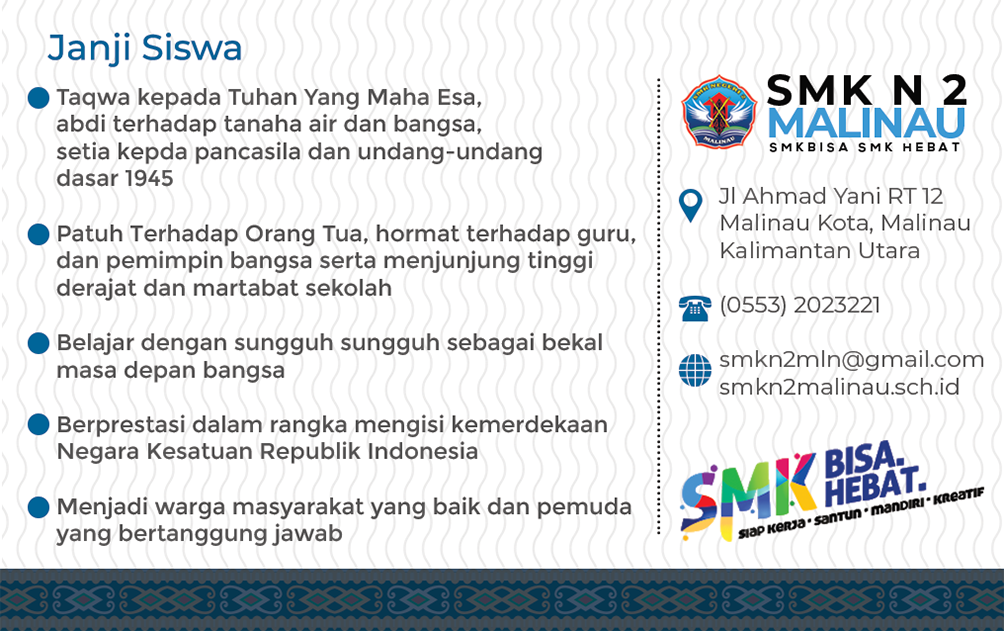 Janji Siswa
Taqwa kepada Tuhan Yang Maha Esa,
abdi terhadap tanaha air dan bangsa,
setia kepda pancasila dan undang-undang
dasar 1945
Patuh Terhadap Orang Tua, hormat terhadap guru,
dan pemimpin bangsa serta menjunjung tinggi
derajat dan martabat sekolah
Belajar dengan sungguh sungguh sebagai bekal
masa depan bangsa
Berprestasi dalam rangka mengisi kemerdekaan
Negara Kesatuan Republik Indonesia
Menjadi warga masyarakat yang baik dan pemuda
yang bertanggung jawab
SMK NEGERI 2
MALINAU
SMK N 2
MALINAU
SMKBISA SMK HEBAT
Jl Ahmad Yani RT 12
Malinau Kota, Malinau
Kalimantan Utara
(0553) 2023221
smkn2mln@gmail.com
smkn2malinau.sch.id
SMK BISA.
HEBAT.
SIAP KERJA • SANTUN • MANDIRI • KREATIF